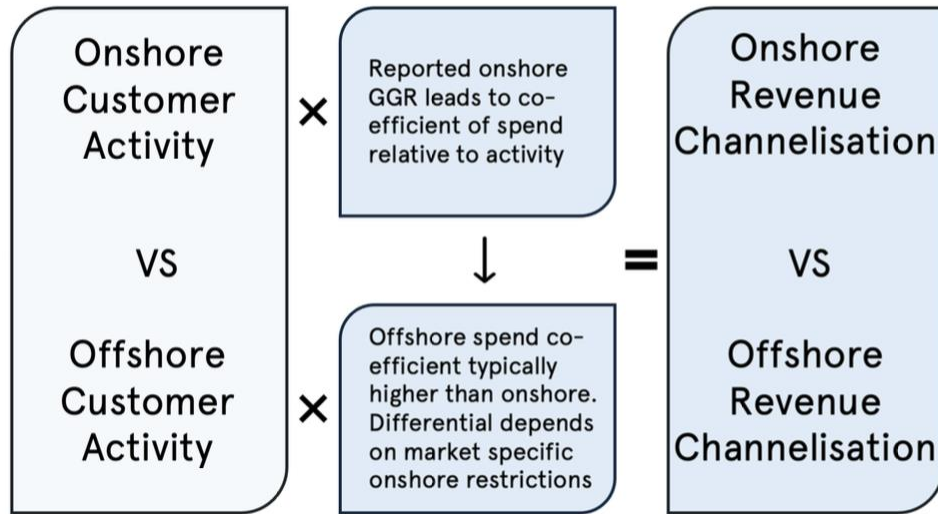 Onshore
Customer
Activity
VS
Offshore
Customer
Activity
×
Reported onshore
GGR leads to co-
efficient of spend
relative to activity
↓
×
Offshore spend co-
efficient typically
higher than onshore.
Differential depends
on market specific
onshore restrictions
=
Onshore
Revenue
Channelisation
VS
Offshore
Revenue
Channelisation